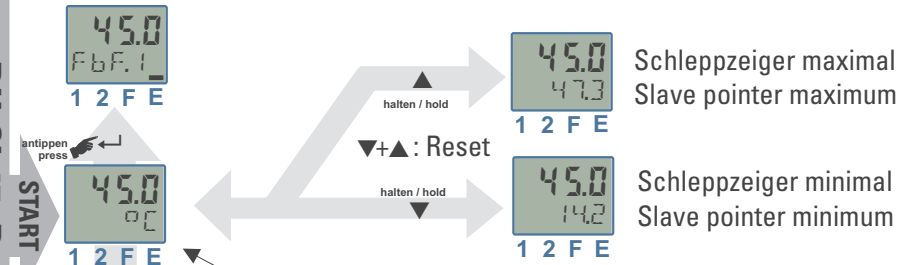 45.0
FbF.1_
1 2 F E
antippen
press
START
45.0
°C
1 2 F E
halten / hold
▼+▲: Reset
halten / hold
45.0
47.3
1 2 F E
Schleppzeiger maximal
Slave pointer maximum
45.0
14.2
1 2 F E
Schleppzeiger minimal
Slave pointer minimum